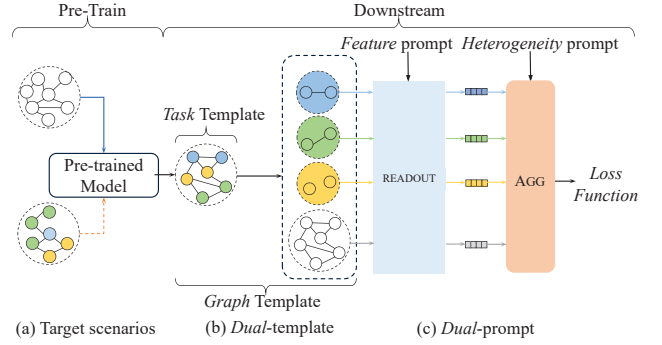 Pre-Train
Downstream
Feature prompt
Heterogeneity prompt
Task Template
Pre-trained
Model
READOUT
AGG
Loss
Function
Graph Template
(a) Target scenarios
(b) Dual-template
(c) Dual-prompt